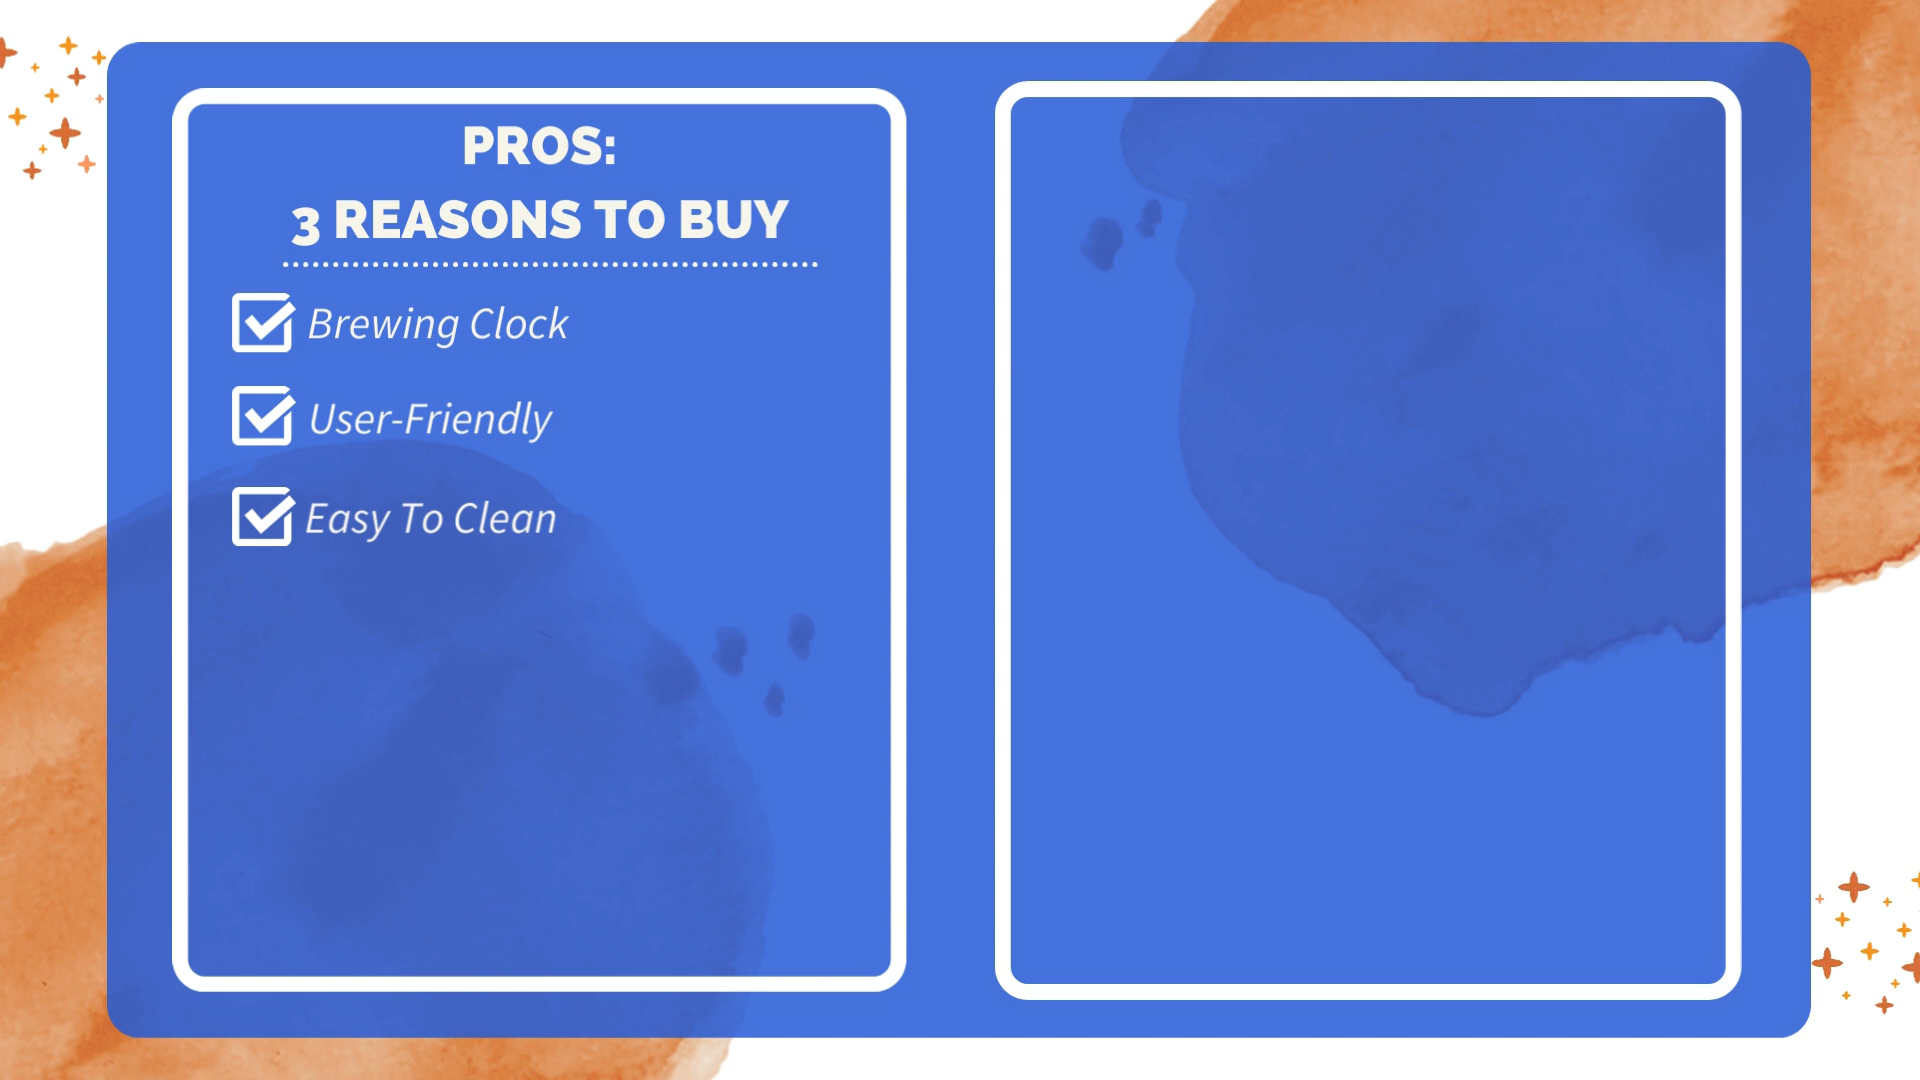 PROS:
3 REASONS TO BUY
Brewing Clock
User-Friendly
Easy To Clean